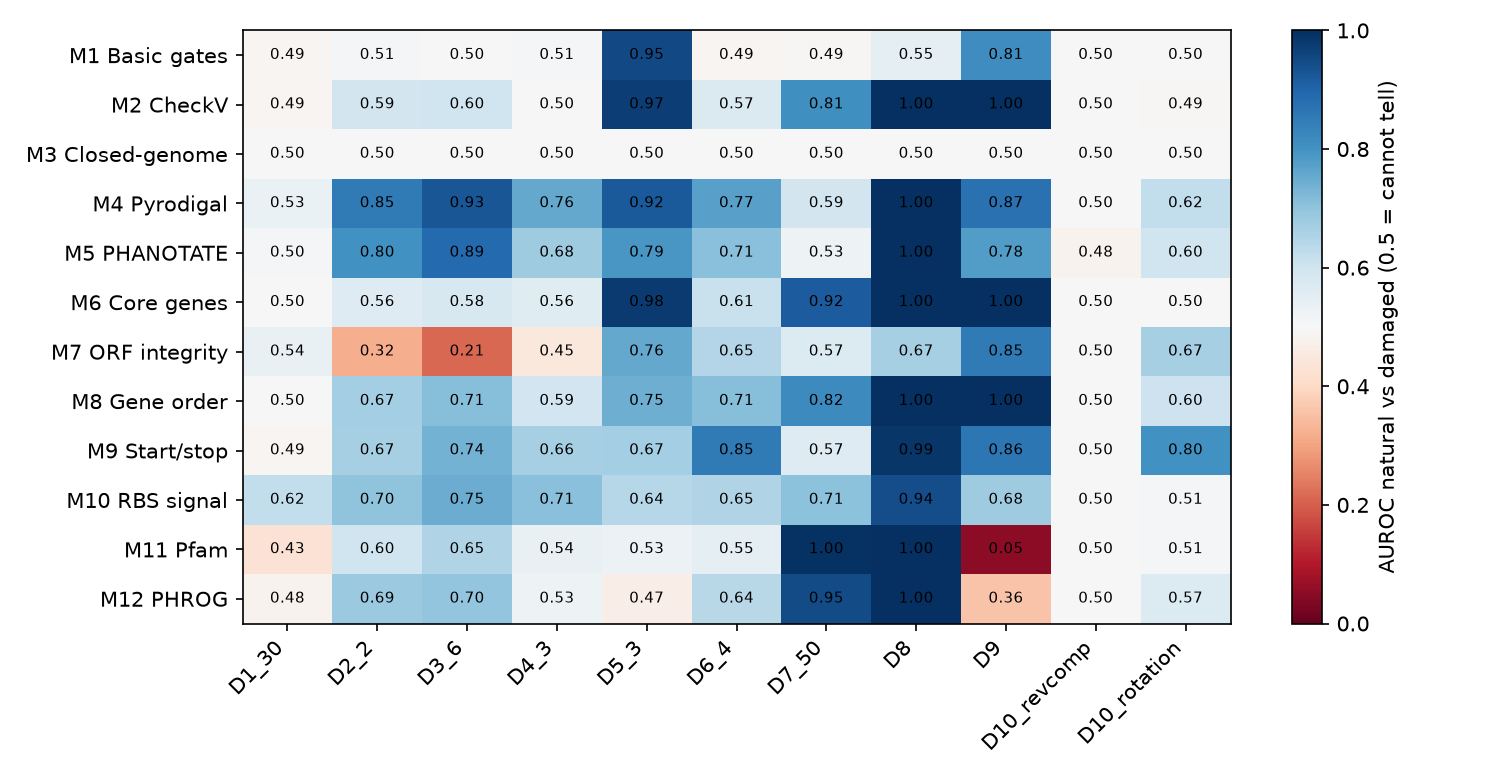 M1 Basic gates 0.49 0.51 0.50 0.51 0.95 0.49 0.49 0.55 0.81 0.50 0.50
M2 CheckV 0.49 0.59 0.60 0.50 0.97 0.57 0.81 1.00 1.00 0.50 0.49
M3 Closed-genome 0.50 0.50 0.50 0.50 0.50 0.50 0.50 0.50 0.50 0.50 0.50
M4 Pyrodigal 0.53 0.85 0.93 0.76 0.92 0.77 0.59 1.00 0.87 0.50 0.62
M5 PHANOTATE 0.50 0.80 0.89 0.68 0.79 0.71 0.53 1.00 0.78 0.48 0.60
M6 Core genes 0.50 0.56 0.58 0.56 0.98 0.61 0.92 1.00 1.00 0.50 0.50
M7 ORF integrity 0.54 0.32 0.21 0.45 0.76 0.65 0.57 0.67 0.85 0.50 0.67
M8 Gene order 0.50 0.67 0.71 0.59 0.75 0.71 0.82 1.00 1.00 0.50 0.60
M9 Start/stop 0.49 0.67 0.74 0.66 0.67 0.85 0.57 0.99 0.86 0.50 0.80
M10 RBS signal 0.62 0.70 0.75 0.71 0.64 0.65 0.71 0.94 0.68 0.50 0.51
M11 Pfam 0.43 0.60 0.65 0.54 0.53 0.55 1.00 1.00 0.05 0.50 0.51
M12 PHROG 0.48 0.69 0.70 0.53 0.47 0.64 0.95 1.00 0.36 0.50 0.57
D1_30 D2_2 D3_6 D4_3 D5_3 D6_4 D7_50 D8 D9 D10_revcomp D10_rotation
1.0
0.8
0.6
0.4
0.2
0.0
AUROC natural vs damaged (0.5 = cannot tell)